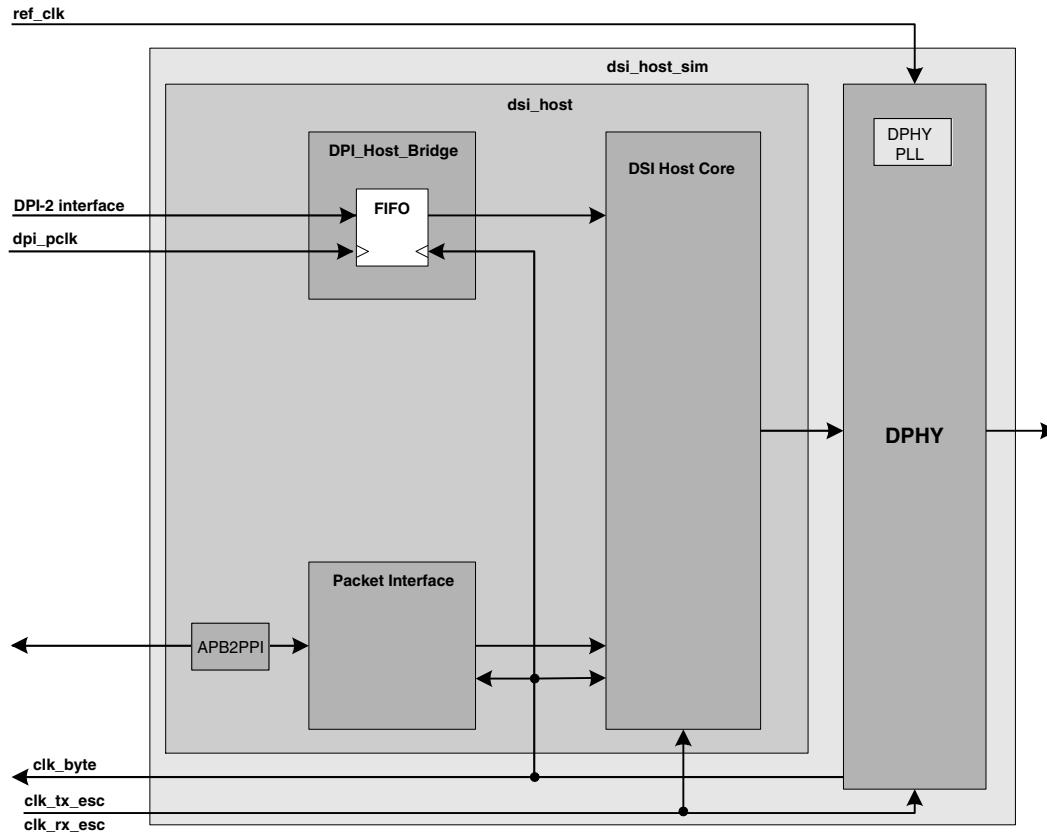 ref_clk
dsi_host_sim
dsi_host
DPI_Host_Bridge
DSI Host Core
DPHY
PLL
DPI-2 interface
FIFO
dpi_pclk
DPHY
Packet Interface
APB2PPI
clk_byte
clk_tx_esc
clk_rx_esc